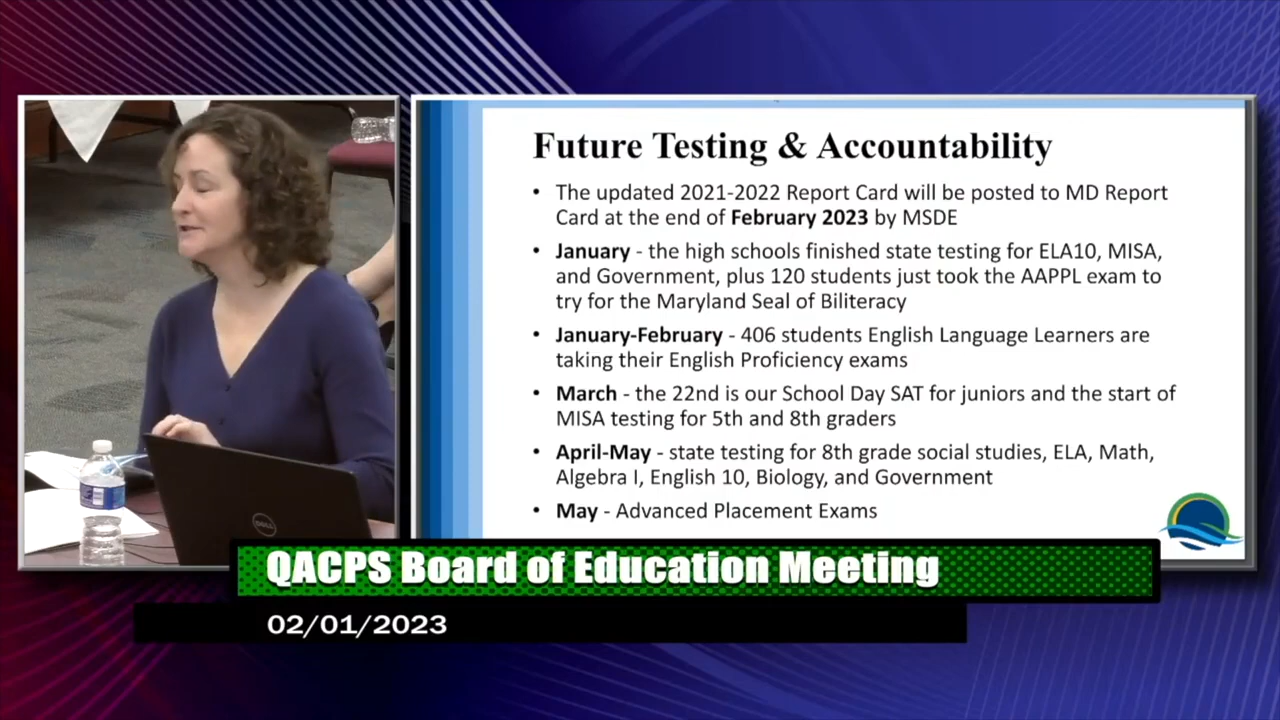 Future Testing & Accountability
• The updated 2021-2022 Report Card will be posted to MD Report
Card at the end of February 2023 by MSDE
• January - the high schools finished state testing for ELA10, MISA,
and Government, plus 120 students just took the AAPPL exam to
try for the Maryland Seal of Biliteracy
• January-February - 406 students English Language Learners are
taking their English Proficiency exams
• March - the 22nd is our School Day SAT for juniors and the start of
MISA testing for 5th and 8th graders
• April-May - state testing for 8th grade social studies, ELA, Math,
Algebra I, English 10, Biology, and Government
• May - Advanced Placement Exams
DELL
QACPS Board of Education Meeting
02/01/2023